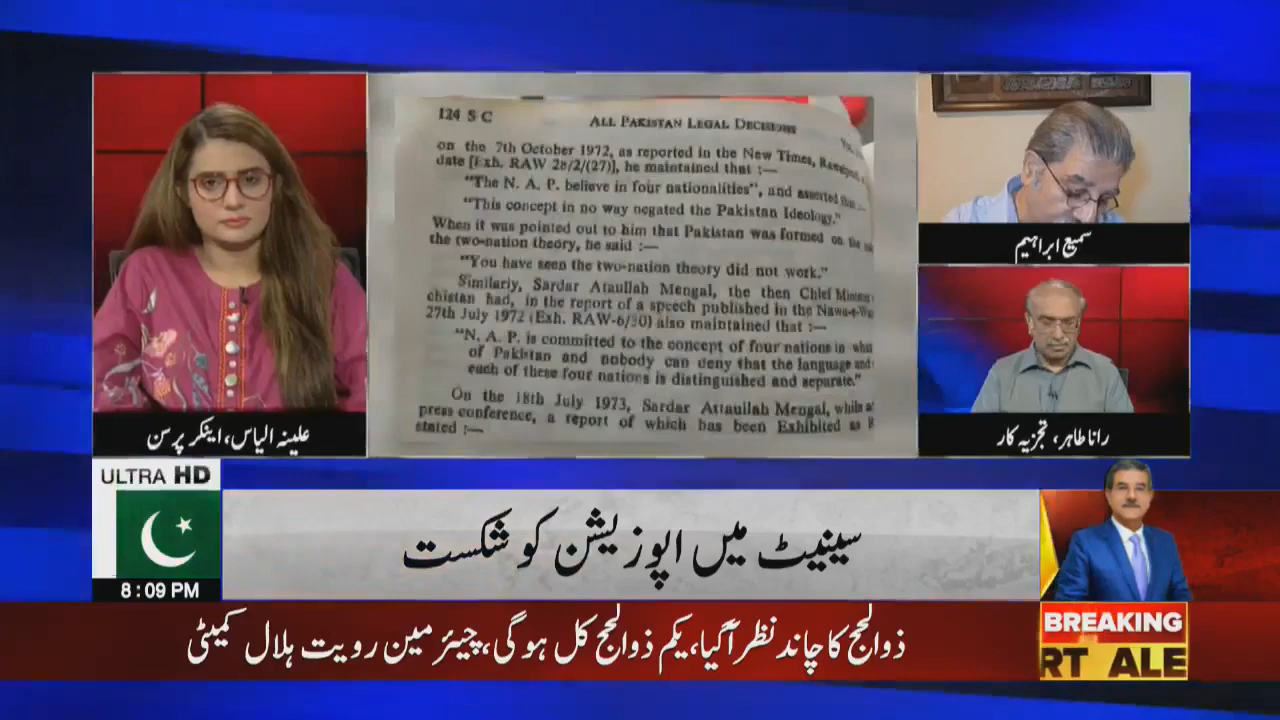 124 S C
ALL PAKISTAN LEGAL DECISIONS
on the 7th October 1972, as reported in the New Times,
date [Exh. RAW 28/2/(27)], he maintained that :—
"The N. A. P. believe in four nationalities", and asserted that :—
"This concept in no way negated the Pakistan Ideology."
When it was pointed out to him that Pakistan was formed on the
the two-nation theory, he said :—
"You have seen the two-nation theory did not work."
Similarly, Sardar Ataullah Mengal, the then Chief Minister
chistan had, in the report of a speech published in the
27th July 1972 (Exh. RAW-6/30) also maintained that :—
"N. A. P. is committed to the concept of four nations in
of Pakistan and nobody can deny that the language and
each of these four nations is distinguished and separate."
On the 18th July 1973, Sardar Attaullah Mengal, while
press conference, a report of which has been Exhibited as
stated :—
سمیع ابراہیم
علینہ الیاس، اینکر پرسن
رانا طاہر، تجزیہ کار
ULTRA HD
8:09 PM
سینیٹ میں اپوزیشن کو شکست
ذوالحج کا چاند نظر آگیا، یکم ذوالحج کل ہوگی، چیئرمین رویت ہلال کمیٹی
BREAKING
RT ALE